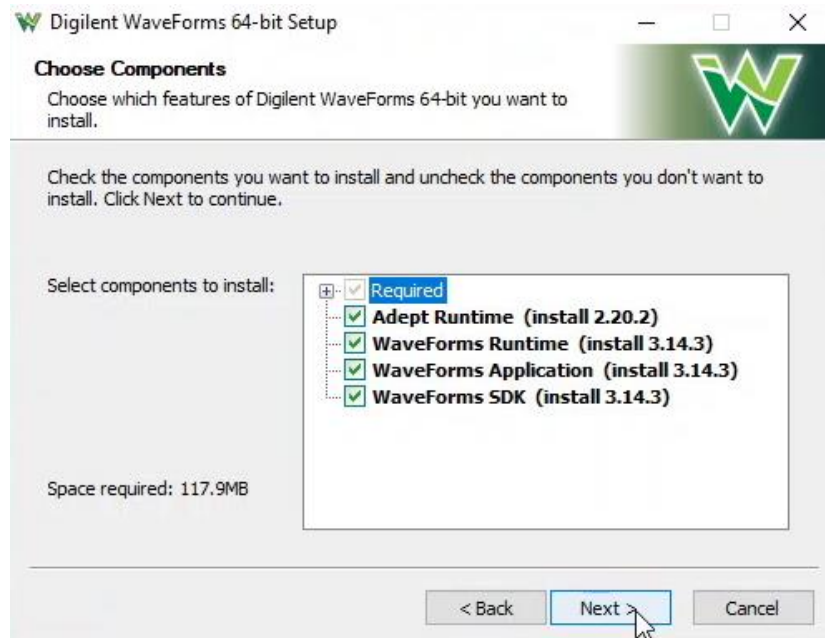 Digilent WaveForms 64-bit Setup
Choose Components
Choose which features of Digilent WaveForms 64-bit you want to
install.
Check the components you want to install and uncheck the components you don't want to
install. Click Next to continue.
Select components to install:
Required
Adept Runtime (install 2.20.2)
WaveForms Runtime (install 3.14.3)
WaveForms Application (install 3.14.3)
WaveForms SDK (install 3.14.3)
Space required: 117.9MB
< Back
Next >
Cancel